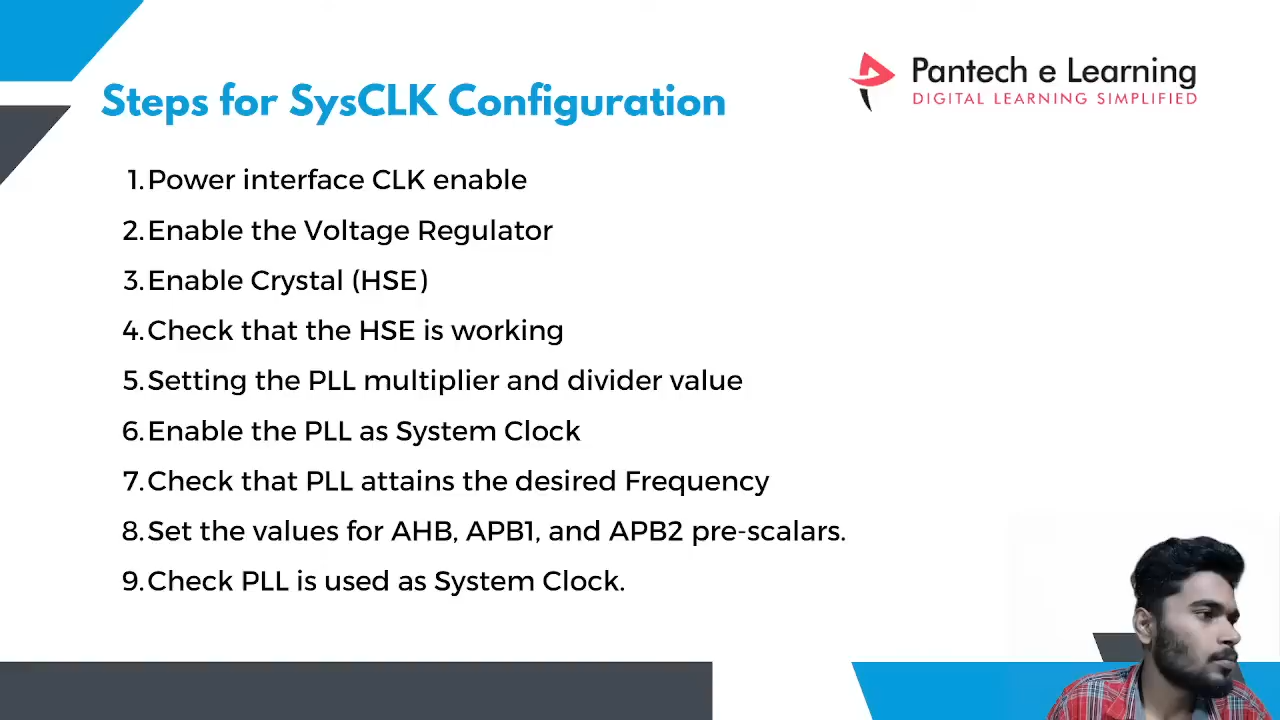 Pantech e Learning
DIGITAL LEARNING SIMPLIFIED
Steps for SysCLK Configuration
1. Power interface CLK enable
2. Enable the Voltage Regulator
3. Enable Crystal (HSE)
4. Check that the HSE is working
5. Setting the PLL multiplier and divider value
6. Enable the PLL as System Clock
7. Check that PLL attains the desired Frequency
8. Set the values for AHB, APB1, and APB2 pre-scalars.
9. Check PLL is used as System Clock.